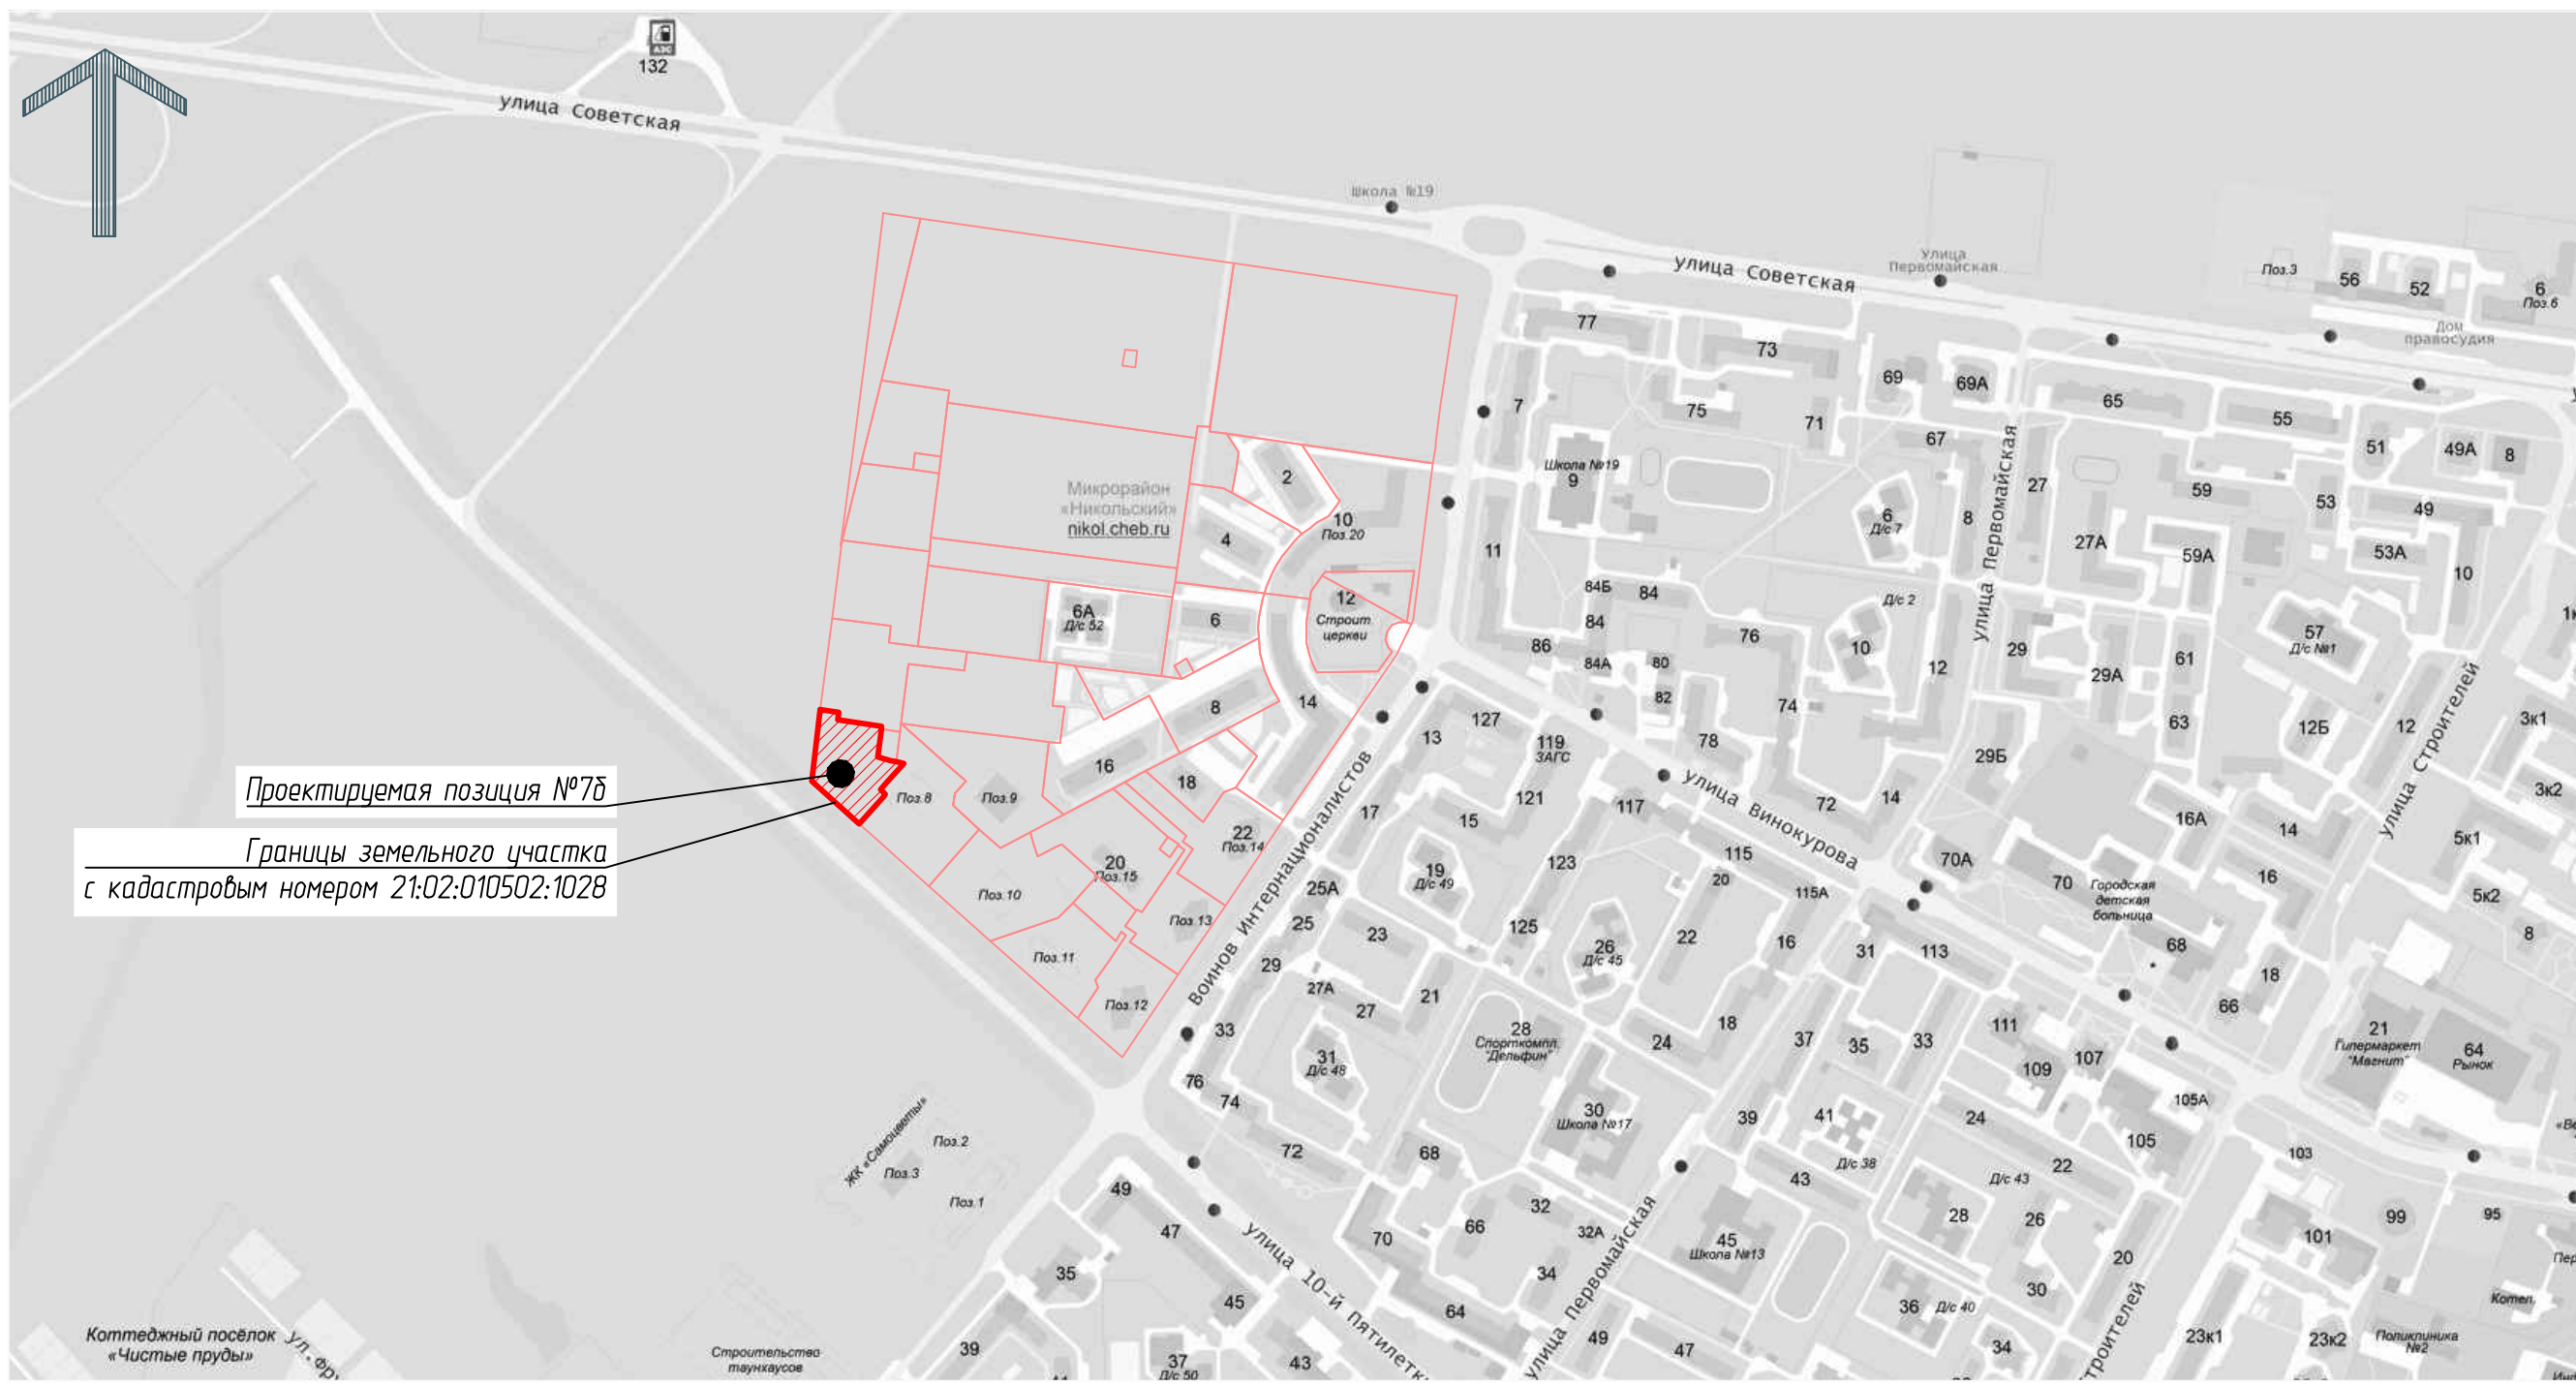 АЗС
132
улица Советская
Школа №19
улица Советская
Улица
Первомайская
Поз.3
56
52
6
Поз.6
Дом
правосудия
77
73
69
69А
7
75
71
67
65
55
51
49А
8
Школа №19
9
2
4
10
Поз.20
Микрорайон
«Никольский»
nikol.cheb.ru
11
6
Д/с 7
8
27
улица Первомайская
27А
59
53
49
59А
53А
10
84Б
84
84
86
84А
80
82
76
Д/с 2
10
12
29
29А
61
63
57
Д/с №1
12Б
12
6А
Д/с 52
6
12
Строит.
церкви
8
14
16
18
Поз.8
Поз.9
Проектируемая позиция №7б
Границы земельного участка
с кадастровым номером 21:02:010502:1028
Поз.10
Поз.11
Поз.12
Поз.13
20
Поз.15
22
Поз.14
Воинов Интернационалистов
13
127
119
ЗАГС
121
17
15
19
Д/с 49
123
117
78
74
72
14
29Б
улица Винокурова
70А
16А
14
16
улица Строителей
3к1
3к2
5к1
5к2
8
25А
25
23
29
27А
27
21
125
26
Д/с 45
20
22
115
115А
16
31
113
70
Городская
детская
больница
68
18
66
33
31
Д/с 48
28
Спорткомпл.
"Дельфин"
24
18
37
35
33
111
109
107
105А
105
21
Гипермаркет
"Магнит"
64
Рынок
76
74
72
68
30
Школа №17
39
41
Д/с 38
43
24
22
Д/с 43
103
ЖК «Самоцветы»
Поз.2
Поз.3
Поз.1
49
47
35
45
улица 10-й пятилетки
70
66
32
32А
34
64
улица Первомайская
45
Школа №13
28
26
30
20
101
99
95
36
Д/с 40
34
49
47
23к1
23к2
Поликлиника
№2
Котел.
Коттеджный посёлок
«Чистые пруды»
Строительство
таунхаусов
39
37
Д/с 50
43